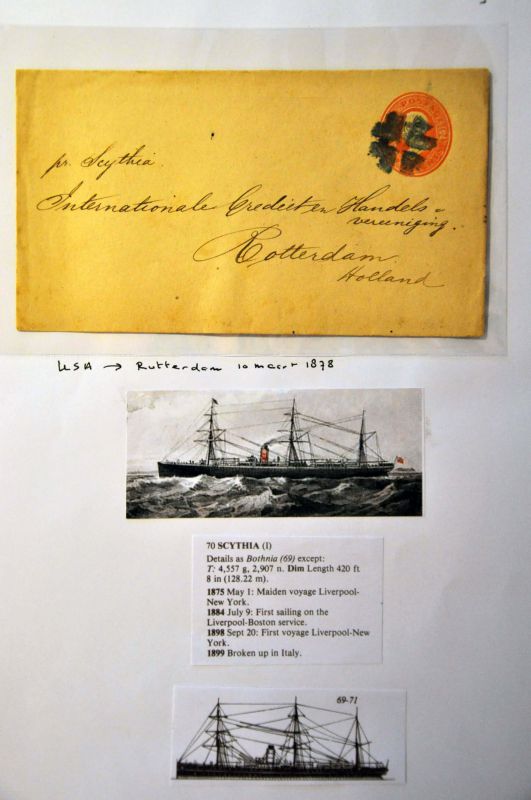 POSTAGE
pr. Scythia.
Internationale Crediet en Handels=
vereeniging.
Rotterdam
Holland
USA → Rutterdam 10 maart 1878
70 SCYTHIA (I)
Details as Bothnia (69) except:
T: 4,557 g, 2,907 n. Dim Length 420 ft
8 in (128.22 m).
1875 May 1: Maiden voyage Liverpool-
New York.
1884 July 9: First sailing on the
Liverpool-Boston service.
1898 Sept 20: First voyage Liverpool-New
York.
1899 Broken up in Italy.
69-71